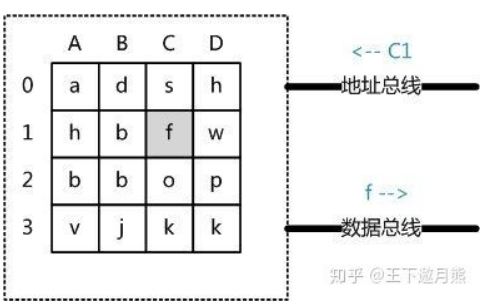 A B C D
<-- C1
0 a d s h
地址总线
1 h b f w
2 b b o p
f -->
3 v j k k
数据总线
知乎 @王下邀月熊